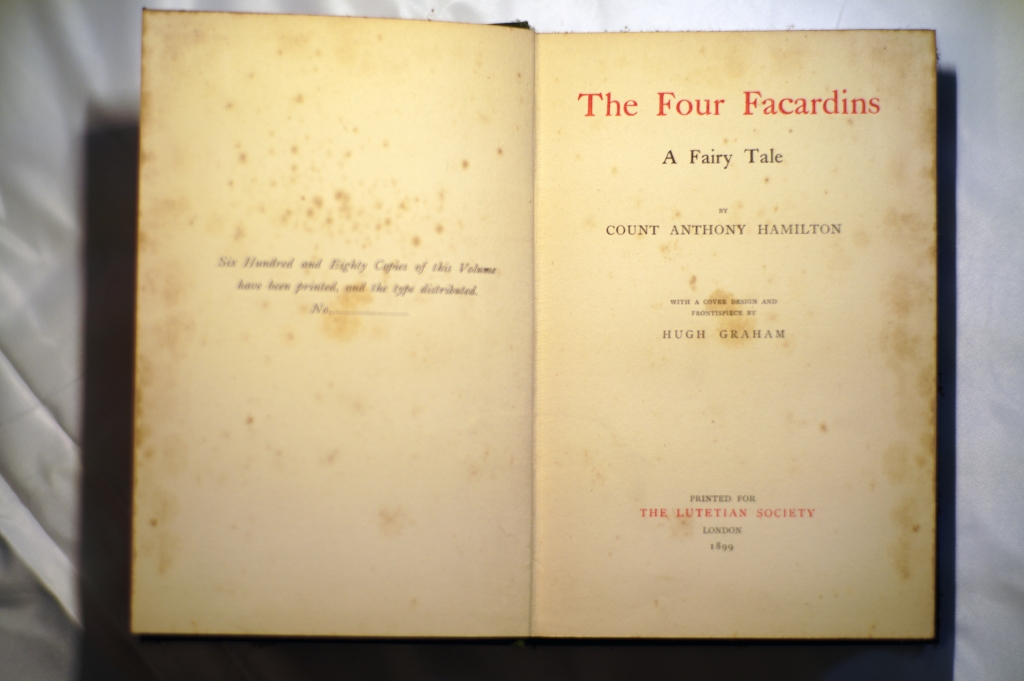 Six Hundred and Eighty Copies of this Volume
have been printed, and the type distributed.
No.
The Four Facardins
A Fairy Tale
BY
COUNT ANTHONY HAMILTON
WITH A COVER DESIGN AND
FRONTISPIECE BY
HUGH GRAHAM
PRINTED FOR
THE LUTETIAN SOCIETY
LONDON
1899